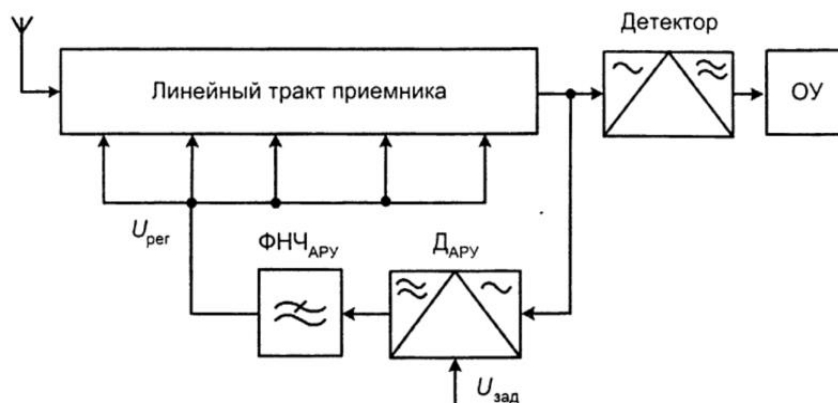 Детектор
Линейный тракт приемника
ОУ
Uрег
ФНЧАРУ
ДАРУ
Uзад